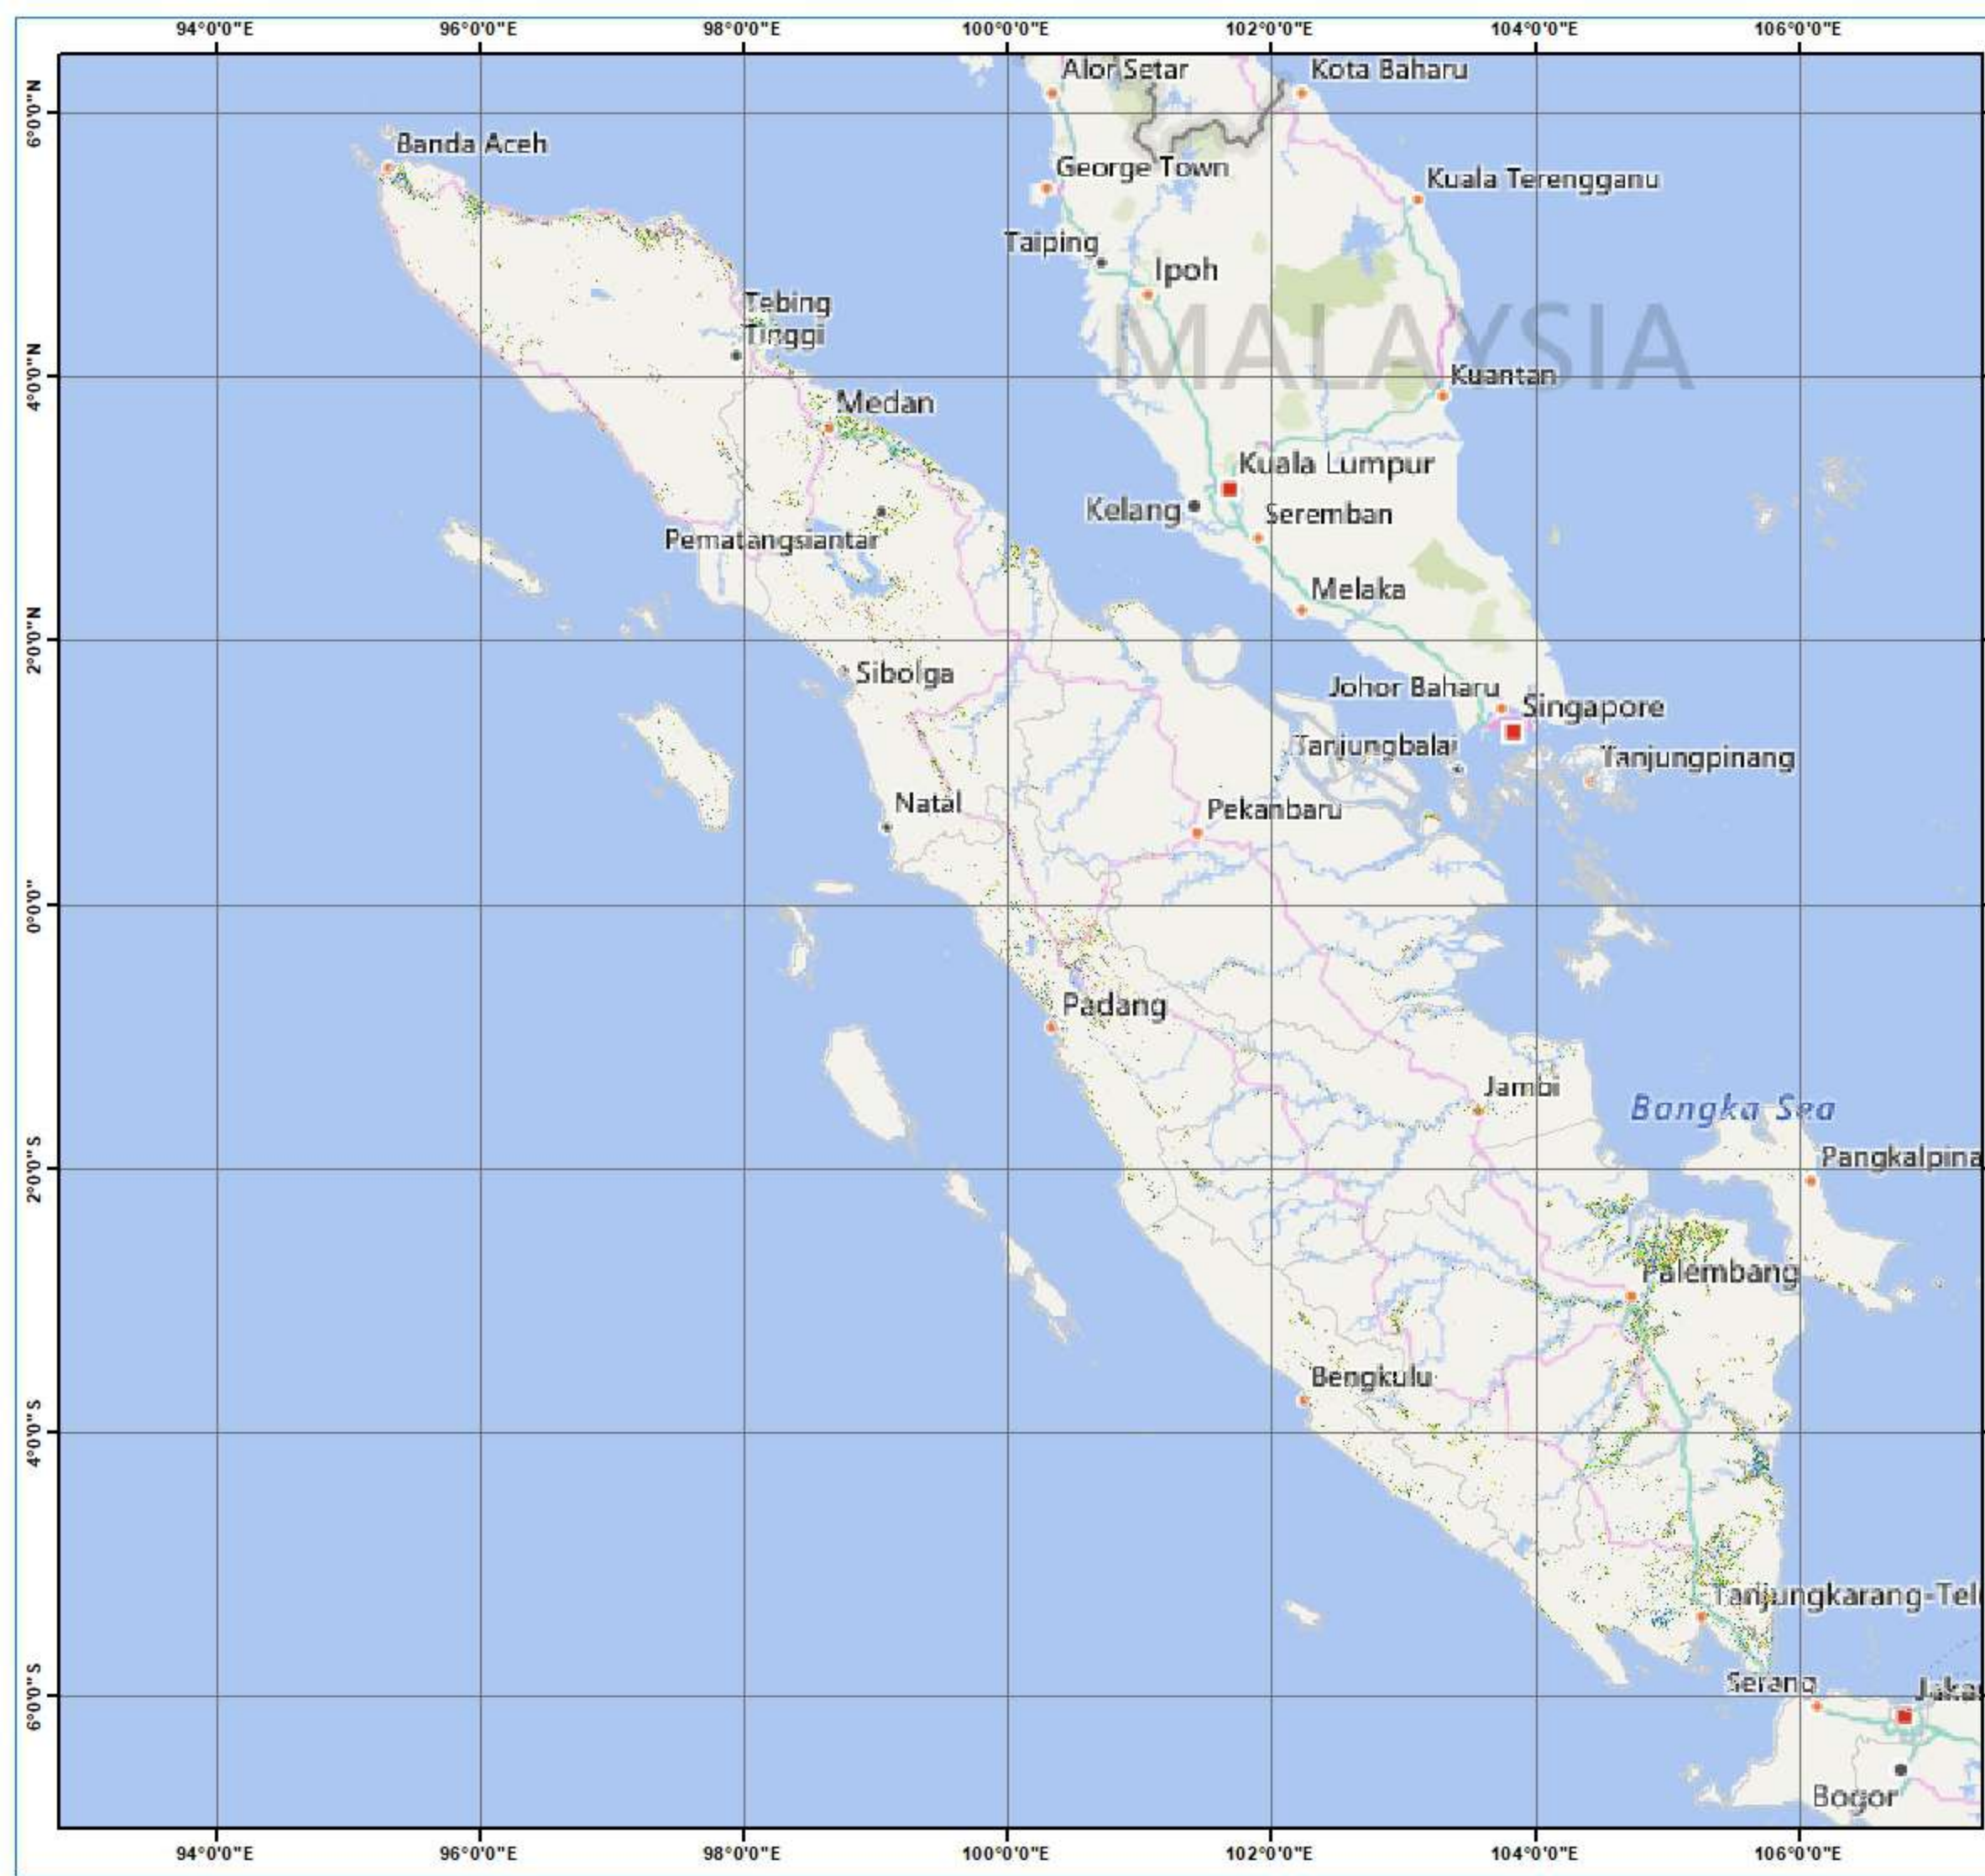 94°0'0"E 96°0'0"E 98°0'0"E 100°0'0"E 102°0'0"E 104°0'0"E 106°0'0"E
6°0'0"N
4°0'0"N
2°0'0"N
0°0'0"
2°0'0"S
4°0'0"S
6°0'0"S
Alor Setar
Kota Baharu
Banda Aceh
George Town
Kuala Terengganu
Taiping
Ipoh
Tebing
Tinggi
MALAYSIA
Kuantan
Medan
Kuala Lumpur
Kelang
Seremban
Pematangsiantar
Melaka
Sibolga
Johor Baharu
Singapore
Tanjungbalai
Tanjungpinang
Natal
Pekanbaru
Padang
Jambi
Bangka Sea
Pangkalpina
Palembang
Bengkulu
Tanjungkarang-Tel
Serang
Jaka
Bogor
94°0'0"E 96°0'0"E 98°0'0"E 100°0'0"E 102°0'0"E 104°0'0"E 106°0'0"E